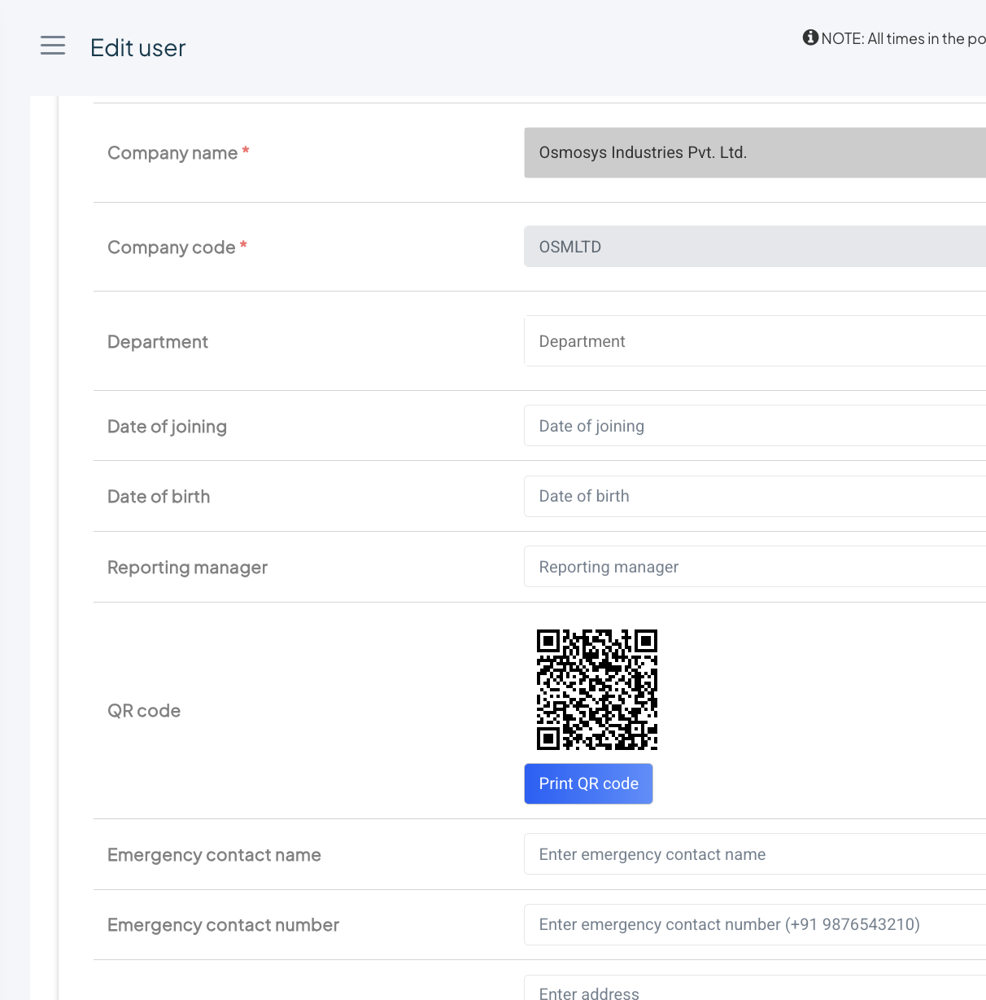 Edit user
NOTE: All times in the po
Company name *
Osmosys Industries Pvt. Ltd.
Company code *
OSMLTD
Department
Department
Date of joining
Date of joining
Date of birth
Date of birth
Reporting manager
Reporting manager
QR code
Print QR code
Emergency contact name
Enter emergency contact name
Emergency contact number
Enter emergency contact number (+91 9876543210)
Enter address